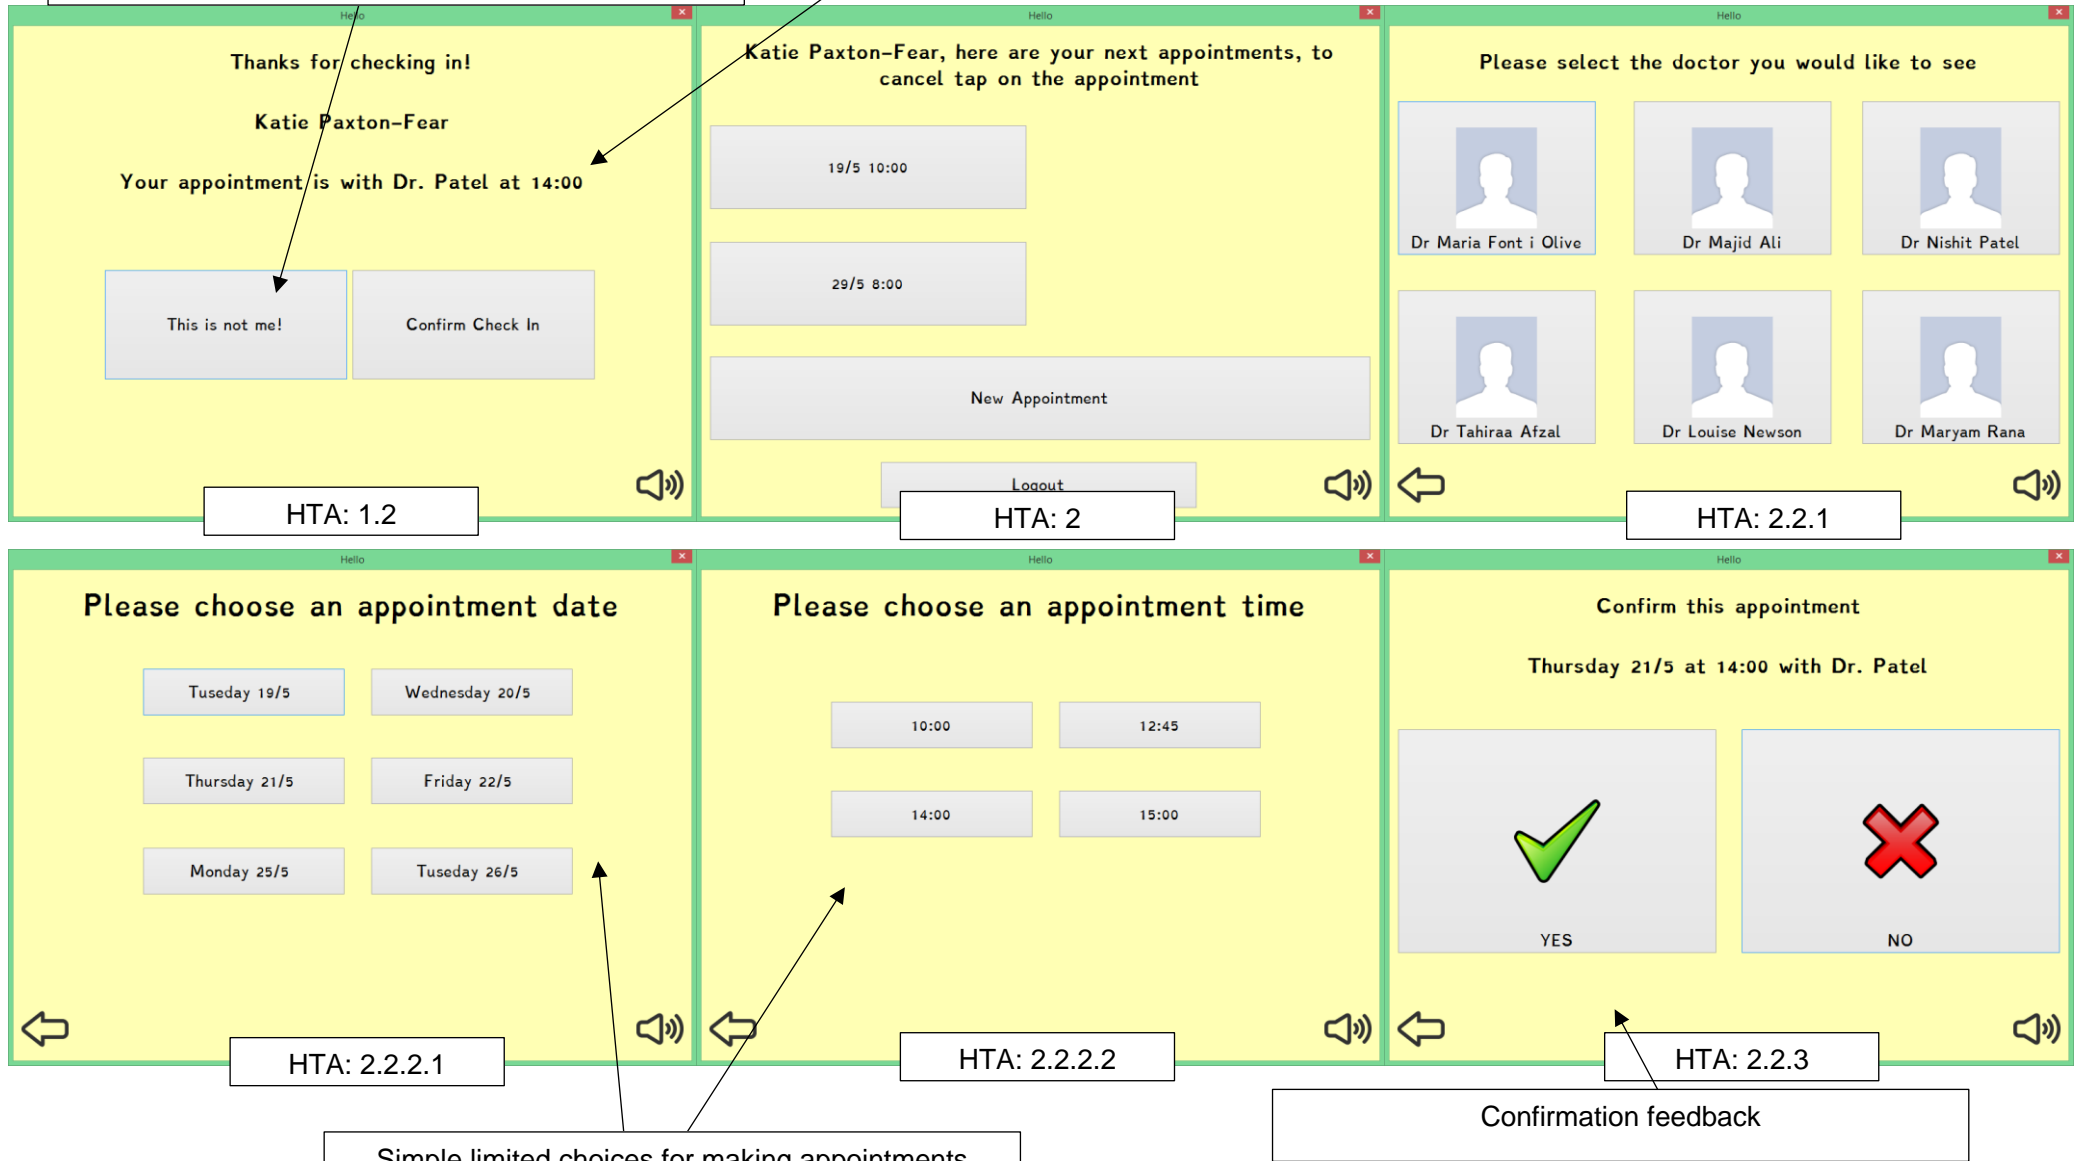 Hello
Thanks for checking in!
Katie Paxton-Fear
Your appointment is with Dr. Patel at 14:00
This is not me!
Confirm Check In
HTA: 1.2
Hello
Katie Paxton-Fear, here are your next appointments, to
cancel tap on the appointment
19/5 10:00
29/5 8:00
New Appointment
Logout
HTA: 2
Hello
Please select the doctor you would like to see
Dr Maria Font i Olive
Dr Majid Ali
Dr Nishit Patel
Dr Tahiraa Afzal
Dr Louise Newson
Dr Maryam Rana
HTA: 2.2.1
Hello
Please choose an appointment date
Tuseday 19/5
Wednesday 20/5
Thursday 21/5
Friday 22/5
Monday 25/5
Tuseday 26/5
HTA: 2.2.2.1
Hello
Please choose an appointment time
10:00
12:45
14:00
15:00
HTA: 2.2.2.2
Hello
Confirm this appointment
Thursday 21/5 at 14:00 with Dr. Patel
YES
NO
HTA: 2.2.3
Simple limited choices for making appointments
Confirmation feedback